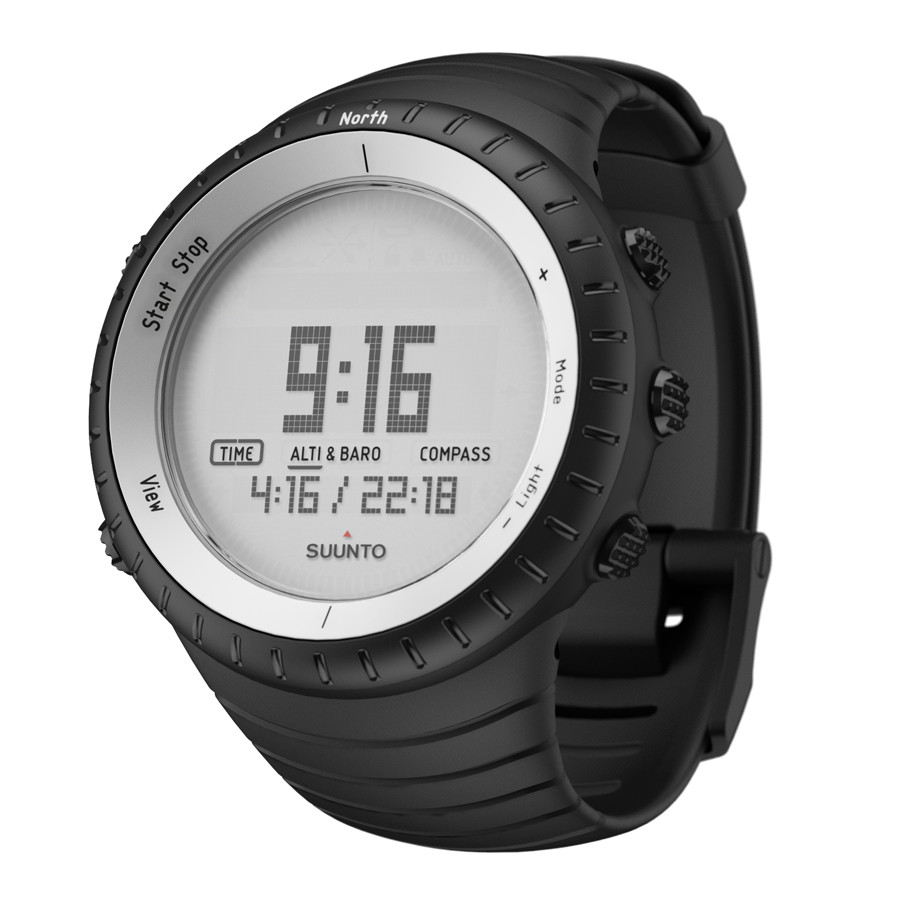 North
Start Stop
+
Mode
9:16
TIME ALTI & BARO COMPASS
4:16 / 22:18
View
- Light
SUUNTO